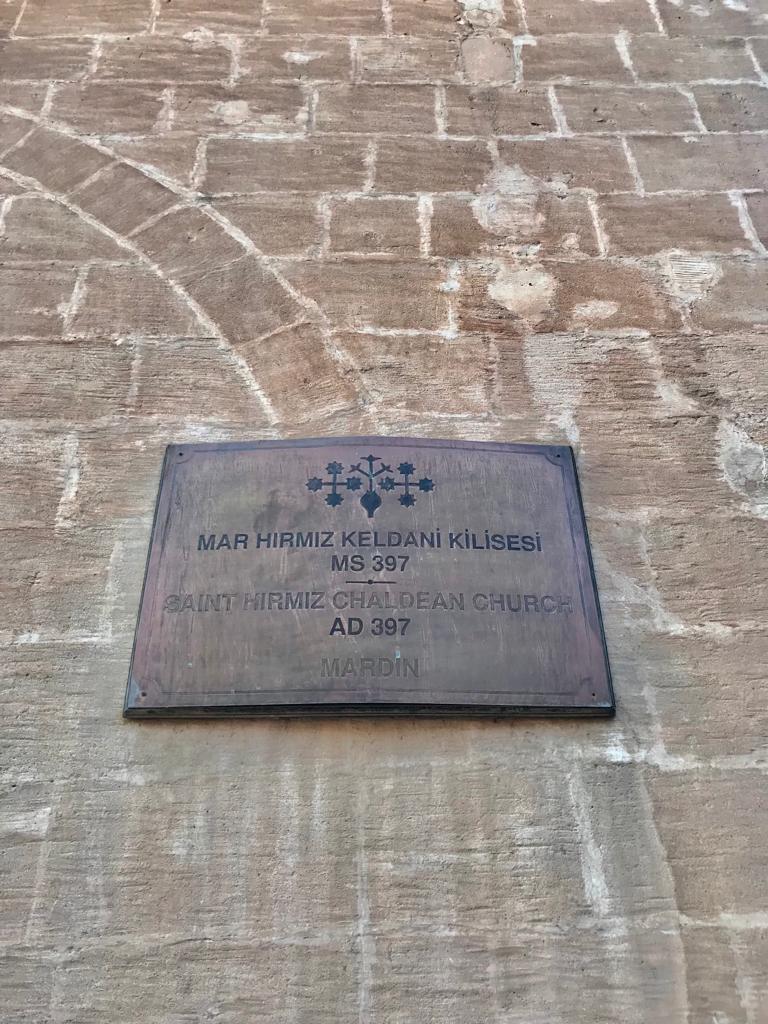 MAR HIRMIZ KELDANİ KİLİSESİ
MS 397
SAINT HIRMIZ CHALDEAN CHURCH
AD 397
MARDİN